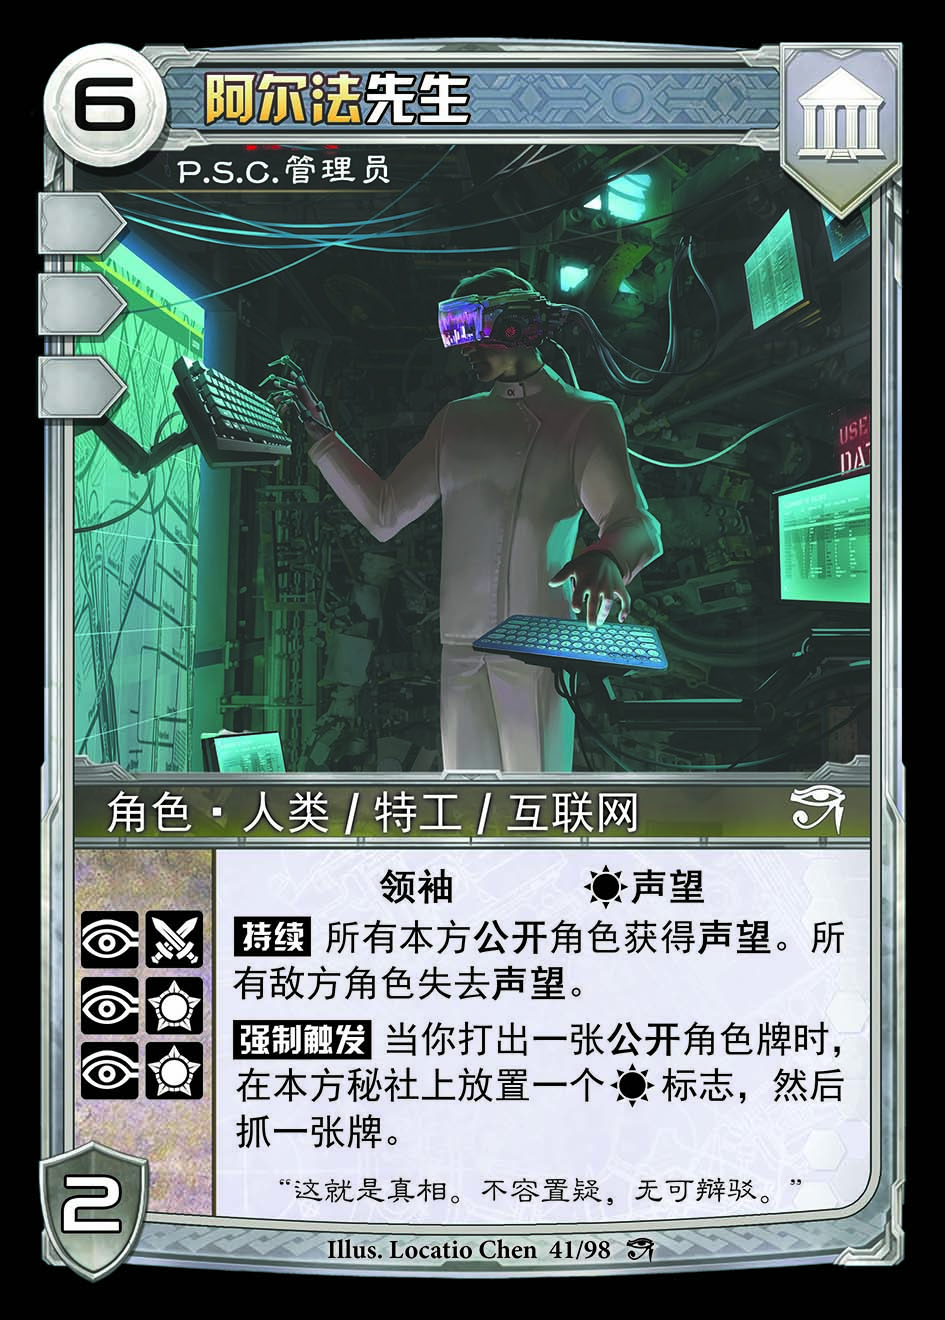 6
阿尔法先生
P.S.C.管理员
α
USE
DA
角色·人类 / 特工 / 互联网
领袖 声望
持续 所有本方公开角色获得声望。所
有敌方角色失去声望。
强制触发 当你打出一张公开角色牌时，
在本方秘社上放置一个 标志，然后
抓一张牌。
“这就是真相。不容置疑，无可辩驳。”
2
Illus. Locatio Chen 41/98